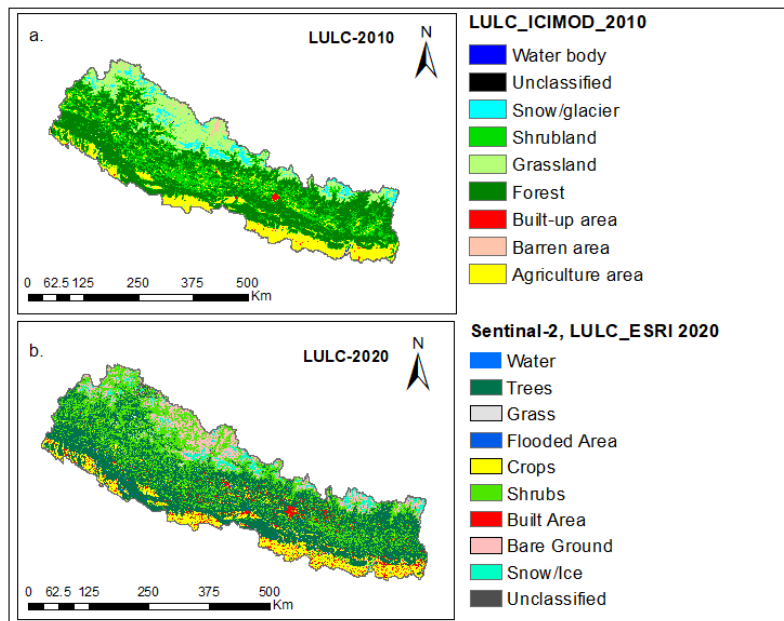 a.
LULC-2010
N
0 62.5 125 250 375 500
Km
LULC_ICIMOD_2010
Water body
Unclassified
Snow/glacier
Shrubland
Grassland
Forest
Built-up area
Barren area
Agriculture area
b.
LULC-2020
N
0 62.5 125 250 375 500
Km
Sentinal-2, LULC_ESRI 2020
Water
Trees
Grass
Flooded Area
Crops
Shrubs
Built Area
Bare Ground
Snow/Ice
Unclassified